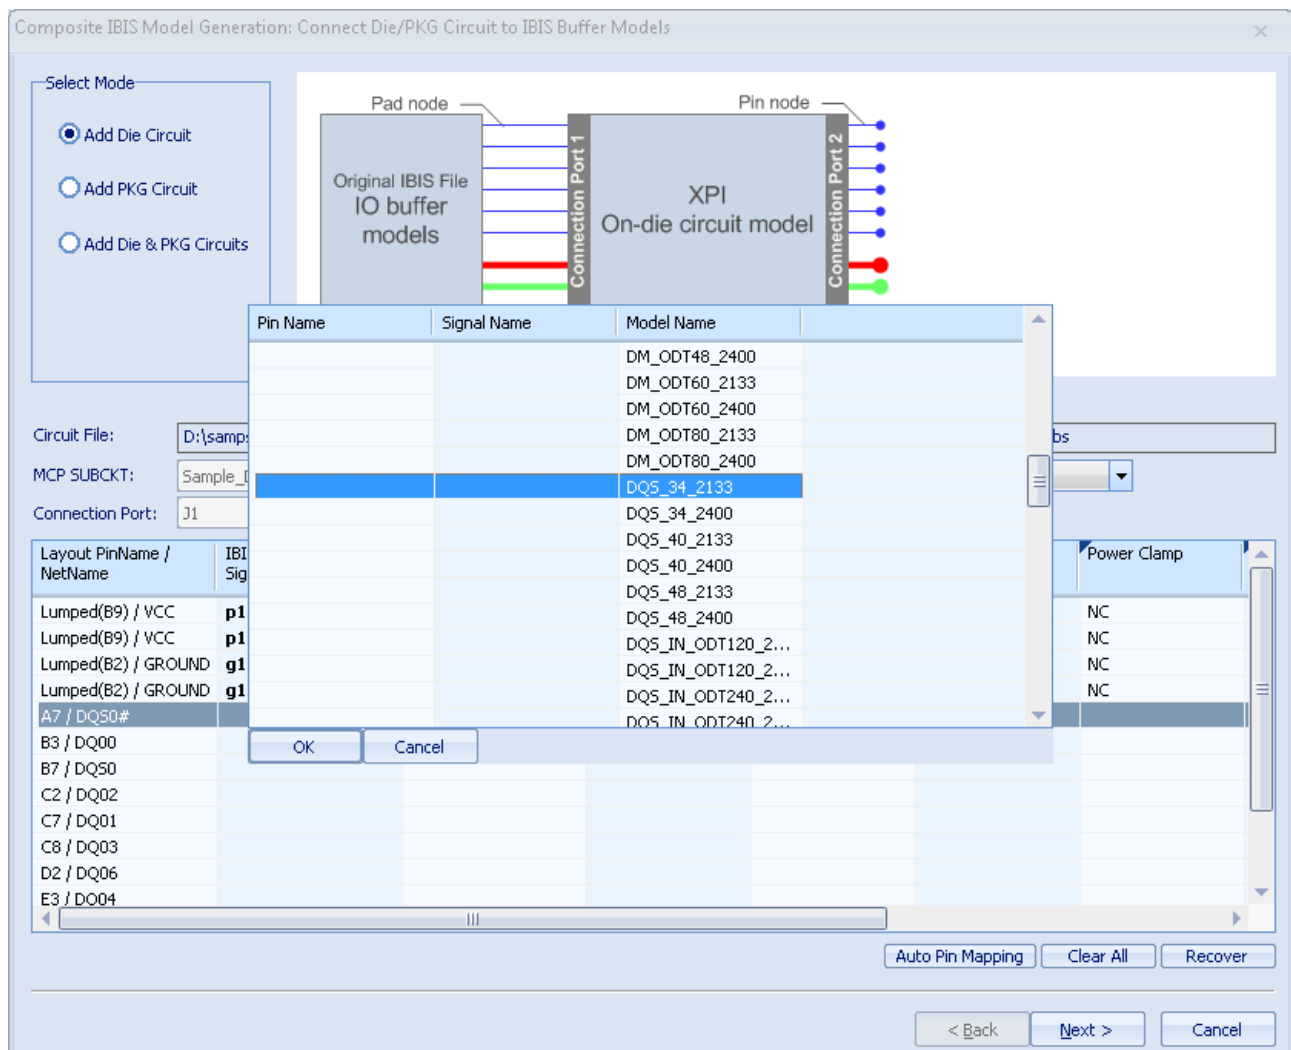 Composite IBIS Model Generation: Connect Die/PKG Circuit to IBIS Buffer Models
Select Mode
Add Die Circuit
Add PKG Circuit
Add Die & PKG Circuits
Pad node
Pin node
Original IBIS File
IO buffer
models
Connection Port 1
XPI
On-die circuit model
Connection Port 2
Pin Name Signal Name Model Name
DM_ODT48_2400
DM_ODT60_2133
DM_ODT60_2400
DM_ODT80_2133
DM_ODT80_2400
DQS_34_2133
DQS_34_2400
DQS_40_2133
DQS_40_2400
DQS_48_2133
DQS_48_2400
DQS_IN_ODT120_2...
DQS_IN_ODT120_2...
DQS_IN_ODT240_2...
DQS_IN_ODT240_2...
OK Cancel
Circuit File: D:\samp
bs
MCP SUBCKT: Sample_
Connection Port: J1
Layout PinName /
NetName
IBI
Sig
Power Clamp
Lumped(B9) / VCC p1 NC
Lumped(B9) / VCC p1 NC
Lumped(B2) / GROUND g1 NC
Lumped(B2) / GROUND g1 NC
A7 / DQS0#
B3 / DQ00
B7 / DQS0
C2 / DQ02
C7 / DQ01
C8 / DQ03
D2 / DQ06
E3 / DQ04
Auto Pin Mapping Clear All Recover
< Back Next > Cancel